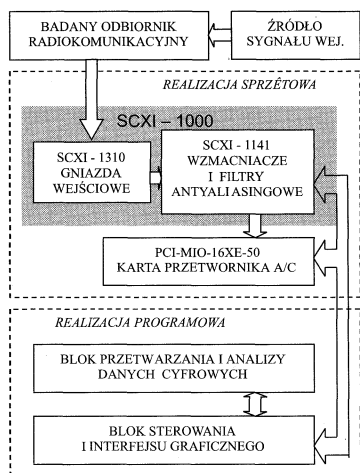 BADANY ODBIORNIK
RADIOKOMUNIKACYJNY
ŹRÓDŁO
SYGNAŁU WEJ.
REALIZACJA SPRZĘTOWA
SCXI – 1000
SCXI - 1310
GNIAZDA
WEJŚCIOWE
SCXI - 1141
WZMACNIACZE
I FILTRY
ANTYALIASINGOWE
PCI-MIO-16XE-50
KARTA PRZETWORNIKA A/C
REALIZACJA PROGRAMOWA
BLOK PRZETWARZANIA I ANALIZY
DANYCH CYFROWYCH
BLOK STEROWANIA
I INTERFEJSU GRAFICZNEGO